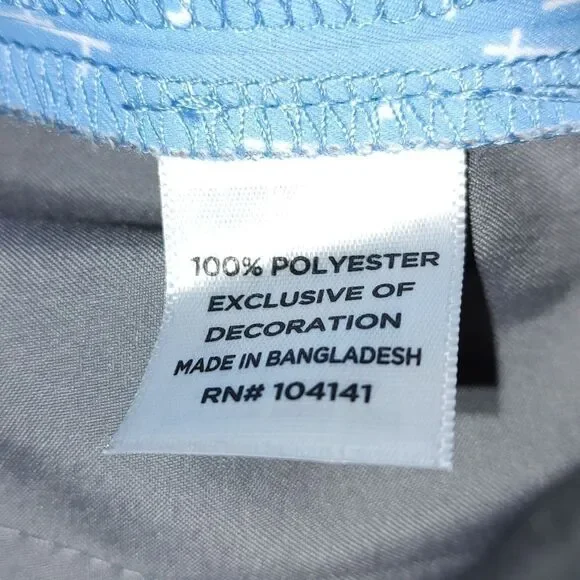 100% POLYESTER
EXCLUSIVE OF
DECORATION
MADE IN BANGLADESH
RN# 104141